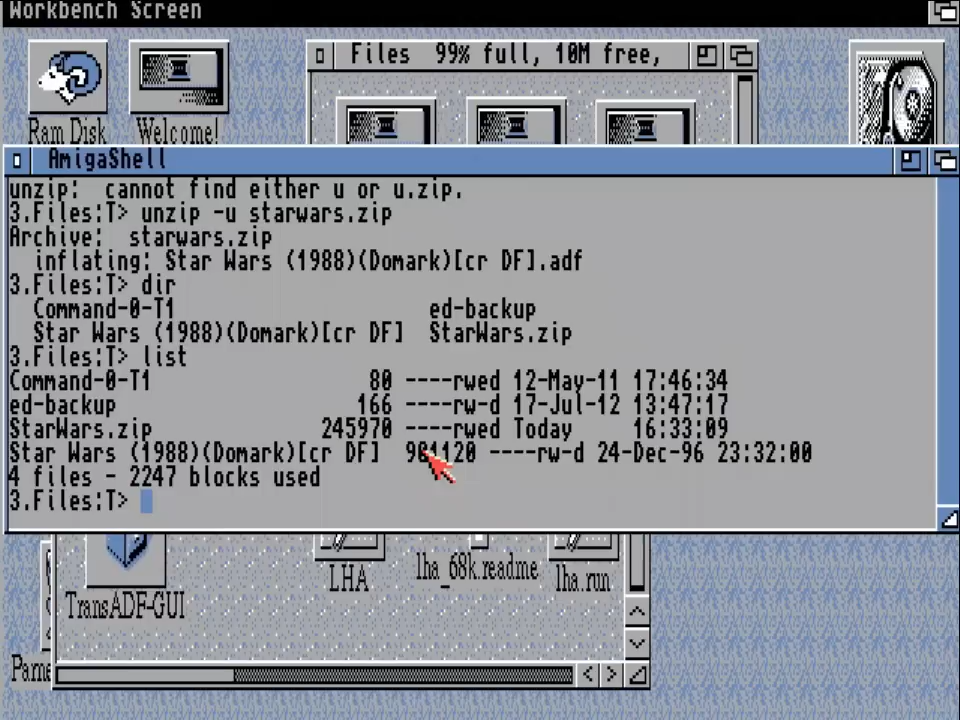 Workbench Screen
Files 99% full, 10M free,
Ram Disk
Welcome!
AmigaShell
unzip: cannot find either u or u.zip.
3.Files:T> unzip -u starwars.zip
Archive: starwars.zip
inflating: Star Wars (1988)(Domark)[cr DF].adf
3.Files:T> dir
Command-0-T1 ed-backup
Star Wars (1988)(Domark)[cr DF] StarWars.zip
3.Files:T> list
Command-0-T1 80 ----rwed 12-May-11 17:46:34
ed-backup 166 ----rw-d 17-Jul-12 13:47:17
StarWars.zip 245970 ----rwed Today 16:33:09
Star Wars (1988)(Domark)[cr DF] 901120 ----rw-d 24-Dec-96 23:32:00
4 files - 2247 blocks used
3.Files:T>
LHA
lha_68k.readme
lha.run
TransADF-GUI